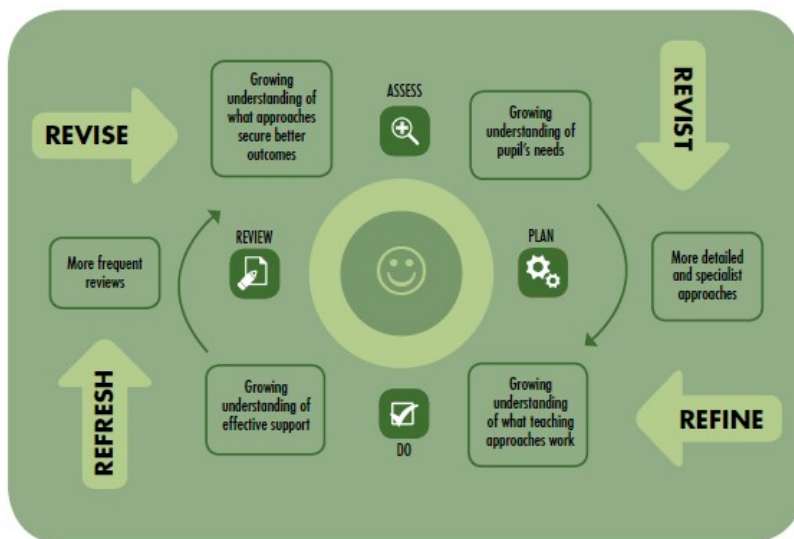 REVISE
Growing
understanding of
what approaches
secure better
outcomes
ASSESS
Growing
understanding of
pupil's needs
REVIST
More frequent
reviews
REVIEW
PLAN
More detailed
and specialist
approaches
REFRESH
Growing
understanding of
effective support
DO
Growing
understanding
of what teaching
approaches work
REFINE